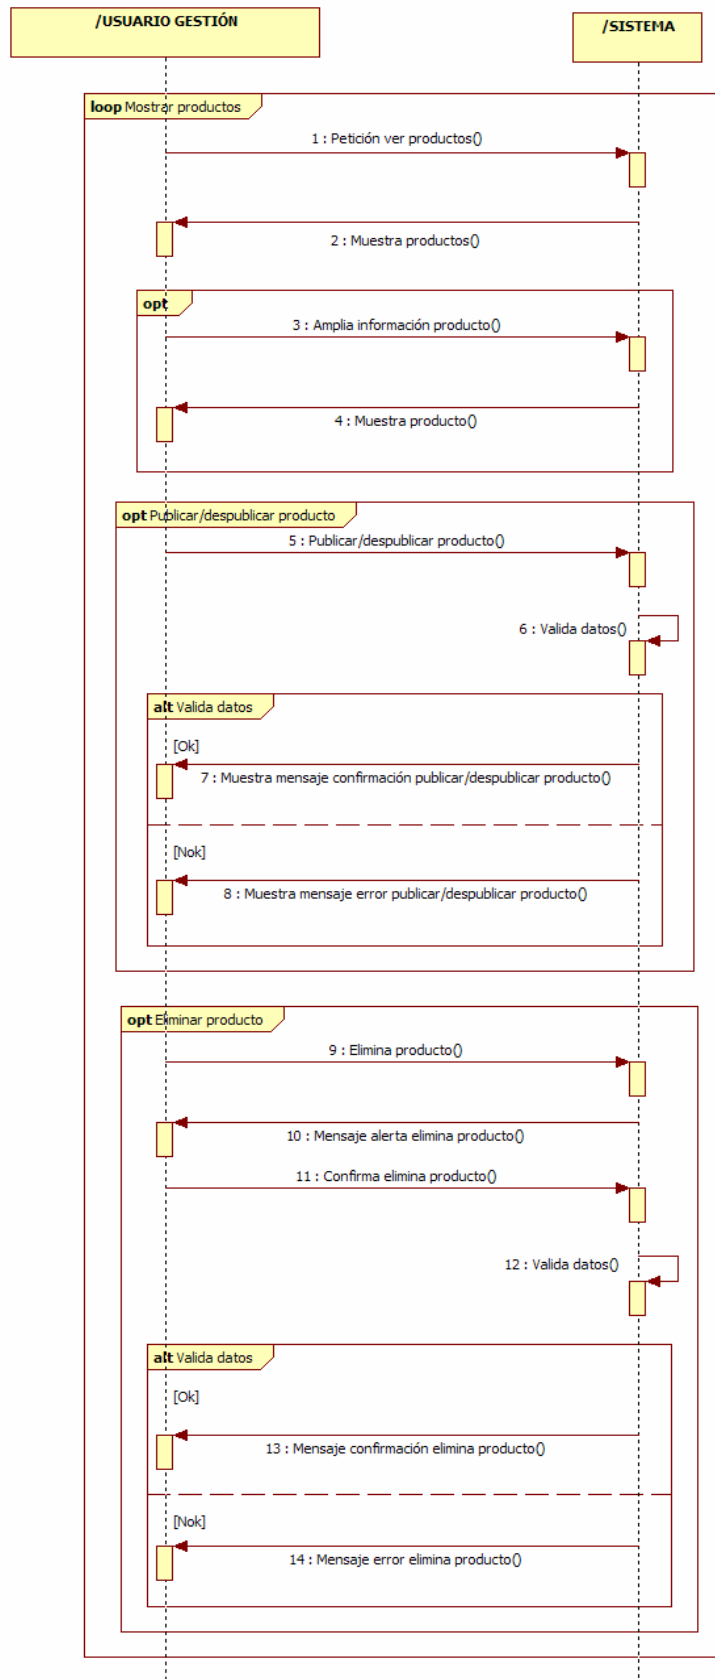 /USUARIO GESTIÓN
/SISTEMA
loop Mostrar productos
1 : Petición ver productos()
2 : Muestra productos()
opt
3 : Amplia información producto()
4 : Muestra producto()
opt Publicar/despublicar producto
5 : Publicar/despublicar producto()
6 : Valida datos()
alt Valida datos
[Ok]
7 : Muestra mensaje confirmación publicar/despublicar producto()
[Nok]
8 : Muestra mensaje error publicar/despublicar producto()
opt Eliminar producto
9 : Elimina producto()
10 : Mensaje alerta elimina producto()
11 : Confirma elimina producto()
12 : Valida datos()
alt Valida datos
[Ok]
13 : Mensaje confirmación elimina producto()
[Nok]
14 : Mensaje error elimina producto()